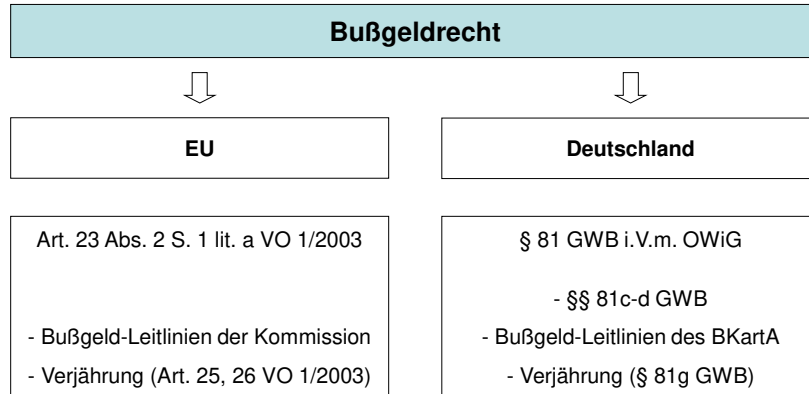 Bußgeldrecht
EU
Deutschland
Art. 23 Abs. 2 S. 1 lit. a VO 1/2003
- Bußgeld-Leitlinien der Kommission
- Verjährung (Art. 25, 26 VO 1/2003)
§ 81 GWB i.V.m. OWiG
- §§ 81c-d GWB
- Bußgeld-Leitlinien des BKartA
- Verjährung (§ 81g GWB)